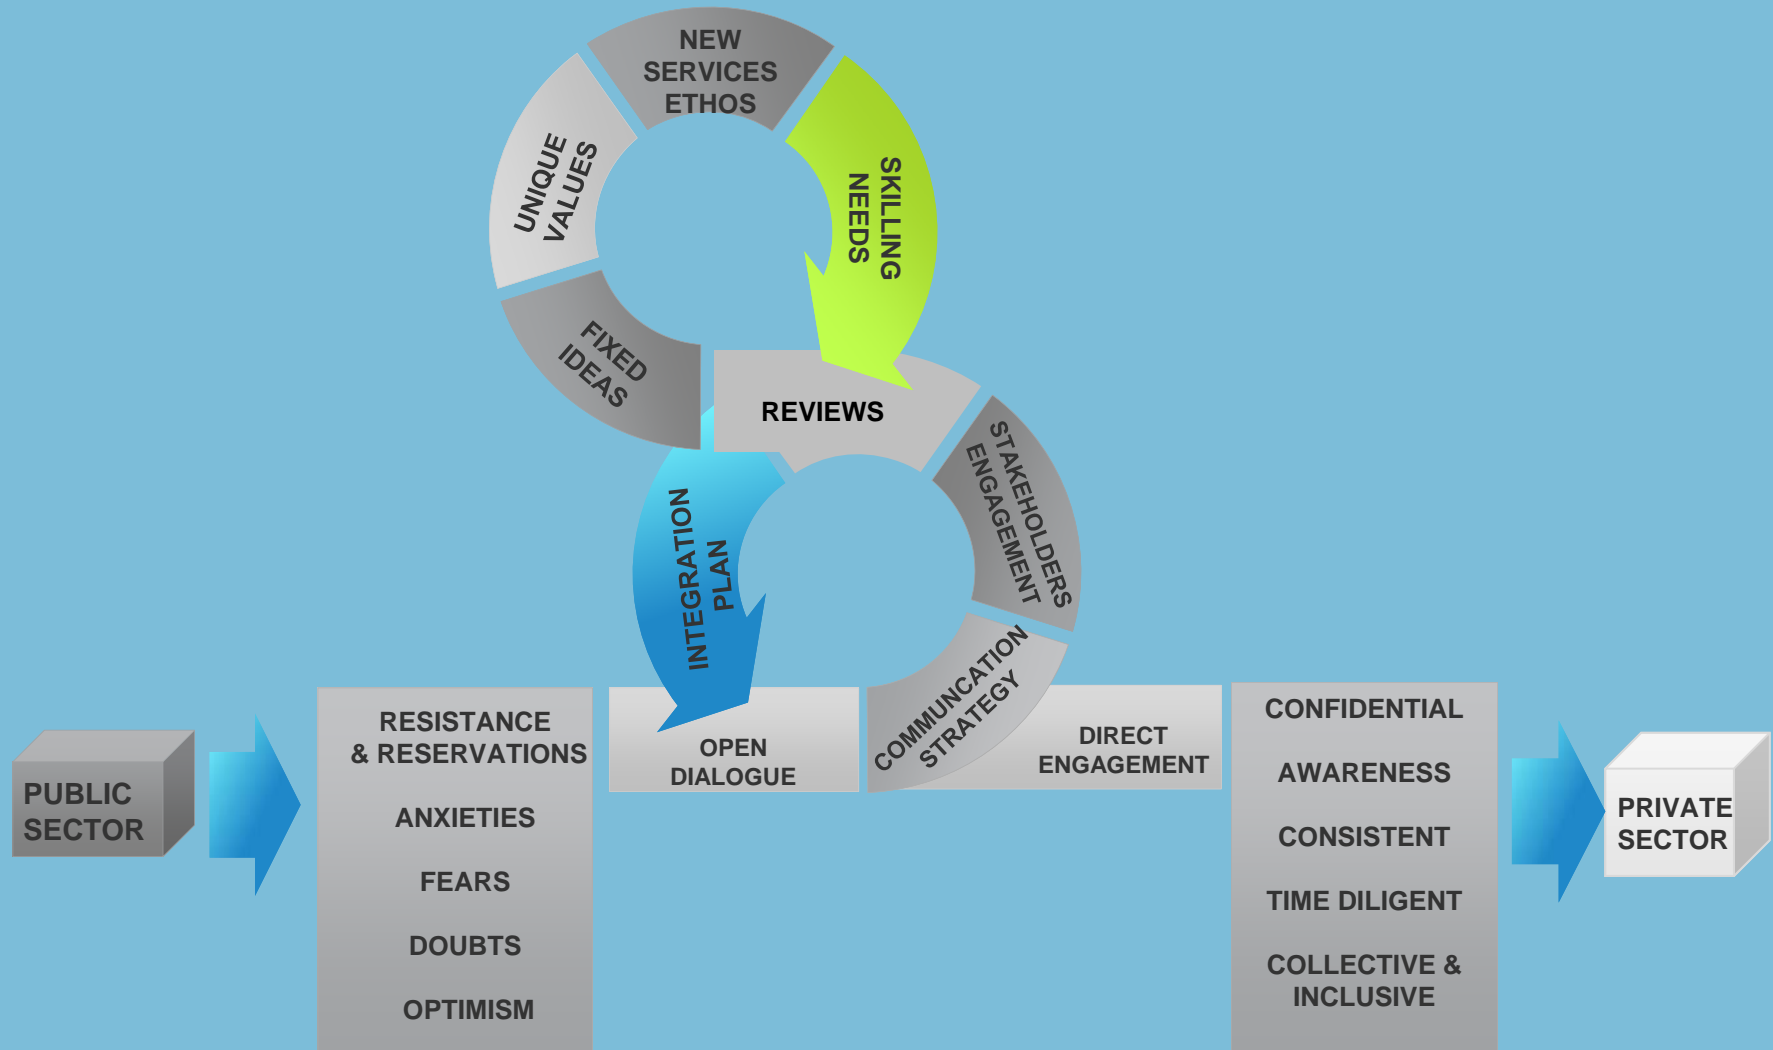 NEW
SERVICES
ETHOS
UNIQUE
VALUES
SKILLING
NEEDS
FIXED
IDEAS
REVIEWS
STAKEHOLDERS
ENGAGEMENT
INTEGRATION
PLAN
COMMUNCATION
STRATEGY
PUBLIC
SECTOR
RESISTANCE
& RESERVATIONS
ANXIETIES
FEARS
DOUBTS
OPTIMISM
OPEN
DIALOGUE
DIRECT
ENGAGEMENT
CONFIDENTIAL
AWARENESS
CONSISTENT
TIME DILIGENT
COLLECTIVE &
INCLUSIVE
PRIVATE
SECTOR